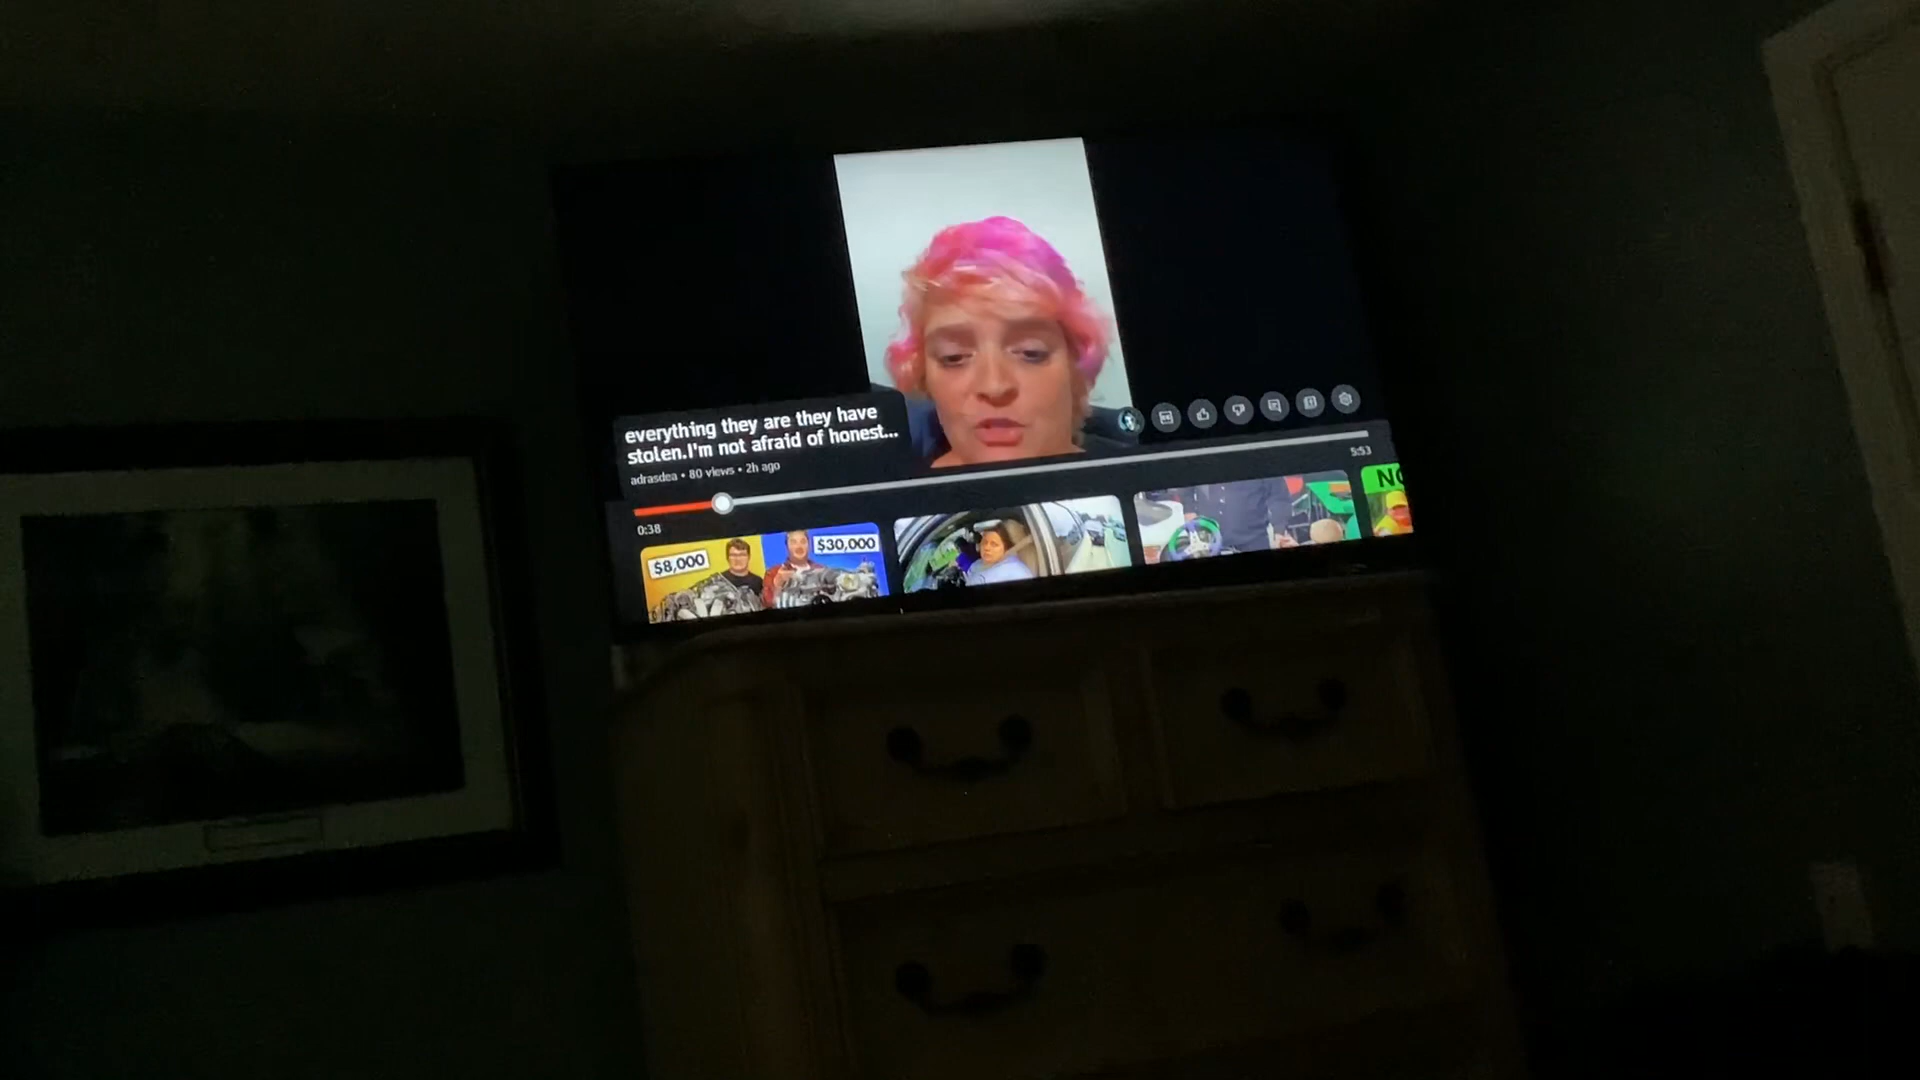 everything they are they have
stolen.I'm not afraid of honest...
adrasdea • 80 views • 2h ago
5:53
0:38
$8,000
$30,000